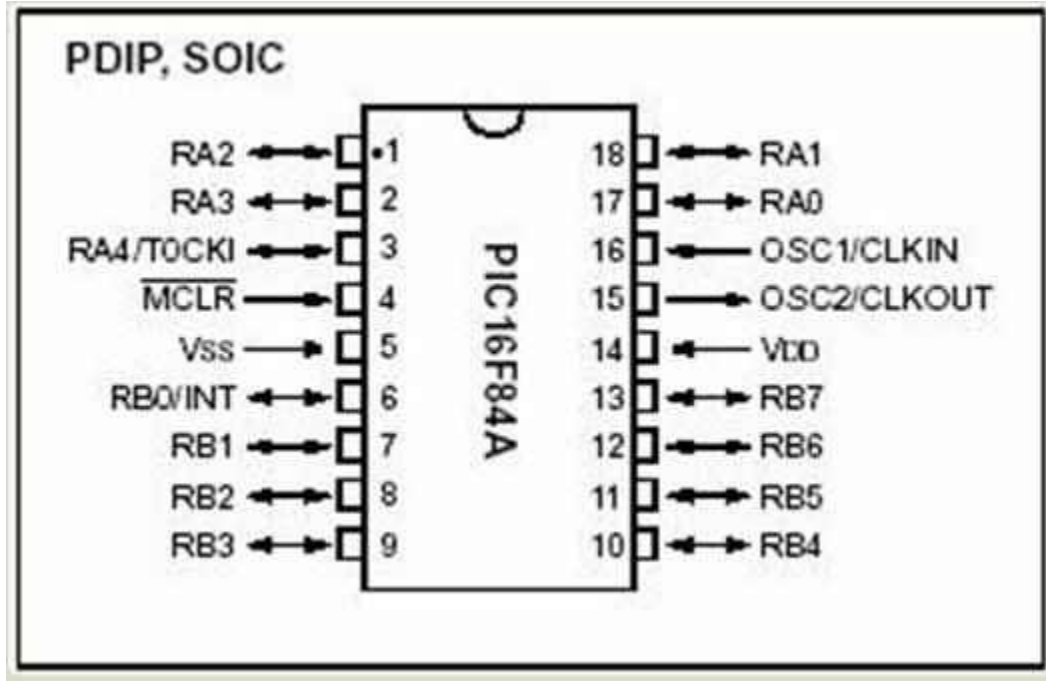 PDIP, SOIC
RA2 1 18 RA1
RA3 2 17 RA0
RA4/T0CKI 3 16 OSC1/CLKIN
MCLR 4 15 OSC2/CLKOUT
VSS 5 14 VDD
RB0/INT 6 13 RB7
RB1 7 12 RB6
RB2 8 11 RB5
RB3 9 10 RB4
PIC16F84A